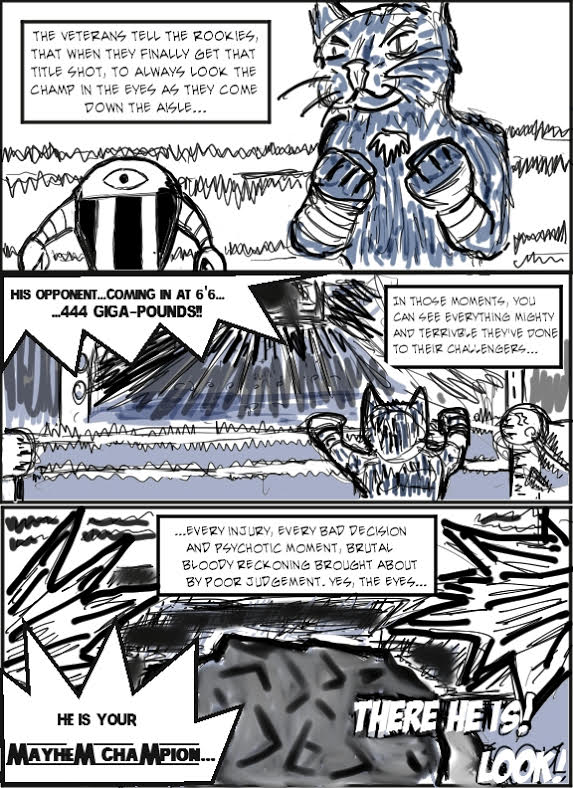 THE VETERANS TELL THE ROOKIES,
THAT WHEN THEY FINALLY GET THAT
TITLE SHOT, TO ALWAYS LOOK THE
CHAMP IN THE EYES AS THEY COME
DOWN THE AISLE...
HIS OPPONENT...COMING IN AT 6'6...
...444 GIGA-POUNDS!!
IN THOSE MOMENTS, YOU
CAN SEE EVERYTHING MIGHTY
AND TERRIVBLE THEY'VE DONE
TO THEIR CHALLENGERS...
...EVERY INJURY, EVERY BAD DECISION
AND PSYCHOTIC MOMENT, BRUTAL
BLOODY RECKONING BROUGHT ABOUT
BY POOR JUDGEMENT. YES, THE EYES...
HE IS YOUR
MAYHEM CHAMPION...
THERE HE IS!
LOOK!